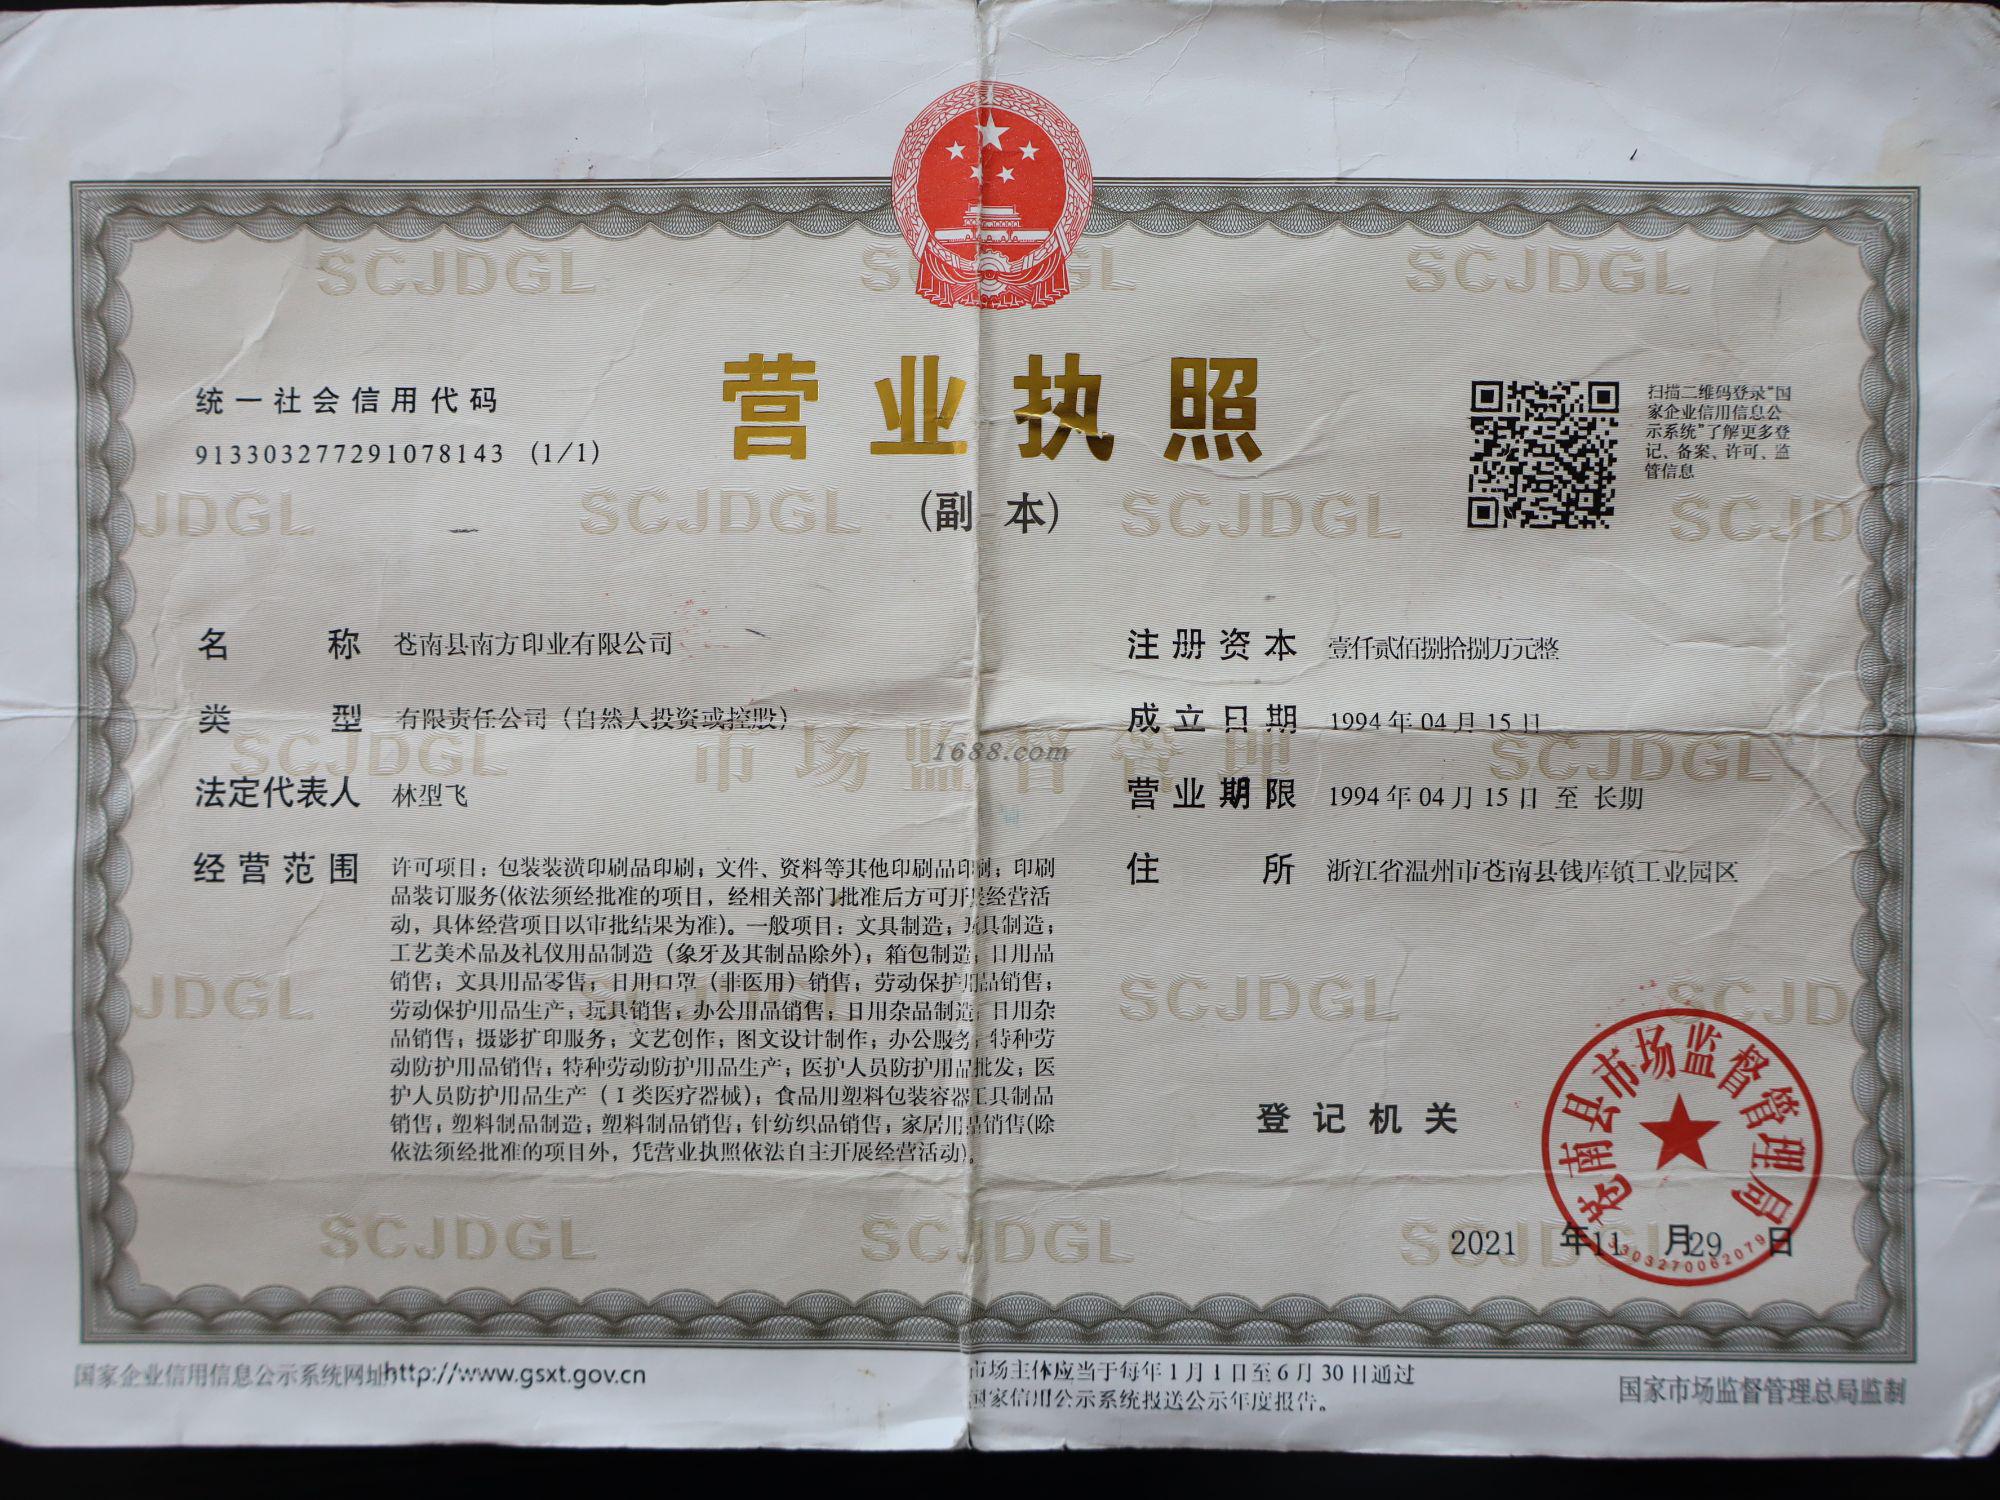 统一社会信用代码
913303277291078143 (1/1)
营业执照
(副 本)
扫描二维码登录“国
家企业信用信息公
示系统”了解更多登
记、备案、许可、监
管信息
名 称 苍南县南方印业有限公司
类 型 有限责任公司（自然人投资或控股）
法定代表人 林型飞
经营范围 许可项目：包装装潢印刷品印刷；文件、资料等其他印刷品印刷；印刷
品装订服务(依法须经批准的项目，经相关部门批准后方可开展经营活
动，具体经营项目以审批结果为准)。一般项目：文具制造；玩具制造；
工艺美术品及礼仪用品制造（象牙及其制品除外）；箱包制造；日用品
销售；文具用品零售；日用口罩（非医用）销售；劳动保护用品销售；
劳动保护用品生产；玩具销售；办公用品销售；日用杂品制造；日用杂
品销售；摄影扩印服务；文艺创作；图文设计制作；办公服务；特种劳
动防护用品销售；特种劳动防护用品生产；医护人员防护用品批发；医
护人员防护用品生产（Ⅰ类医疗器械）；食品用塑料包装容器工具制品
销售；塑料制品制造；塑料制品销售；针纺织品销售；家居用品销售(除
依法须经批准的项目外，凭营业执照依法自主开展经营活动)。
注册资本 壹仟贰佰捌拾捌万元整
成立日期 1994年04月15日
营业期限 1994年04月15日 至 长期
住 所 浙江省温州市苍南县钱库镇工业园区
登记机关
苍南县市场监督管理局
3303270062079
2021 年11 月29 日
SCJDGL
市场监督管理
1688.com
国家企业信用信息公示系统网址http://www.gsxt.gov.cn
市场主体应当于每年1月1日至6月30日通过
国家信用公示系统报送公示年度报告。
国家市场监督管理总局监制